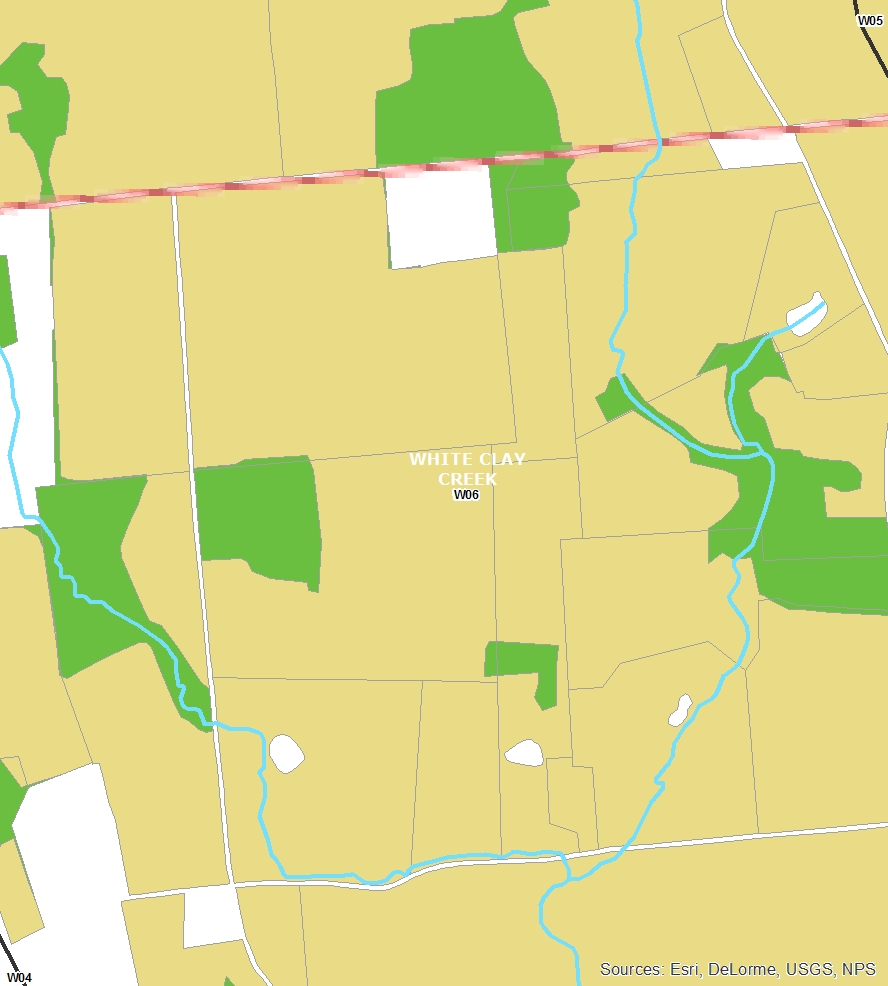 W05
WHITE CLAY
CREEK
W06
Sources: Esri, DeLorme, USGS, NPS
W04